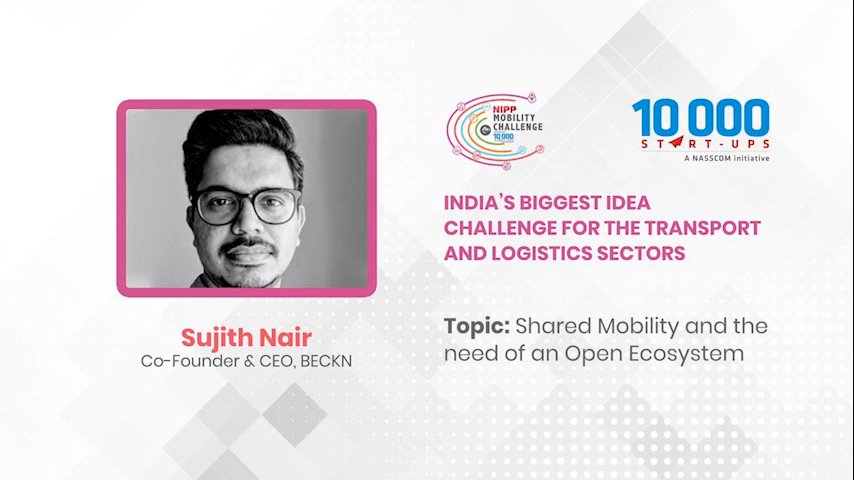 NIPP
MOBILITY
CHALLENGE
10 000
10 000
START-UPS
A NASSCOM initiative
INDIA'S BIGGEST IDEA
CHALLENGE FOR THE TRANSPORT
AND LOGISTICS SECTORS
Topic: Shared Mobility and the
need of an Open Ecosystem
Sujith Nair
Co-Founder & CEO, BECKN